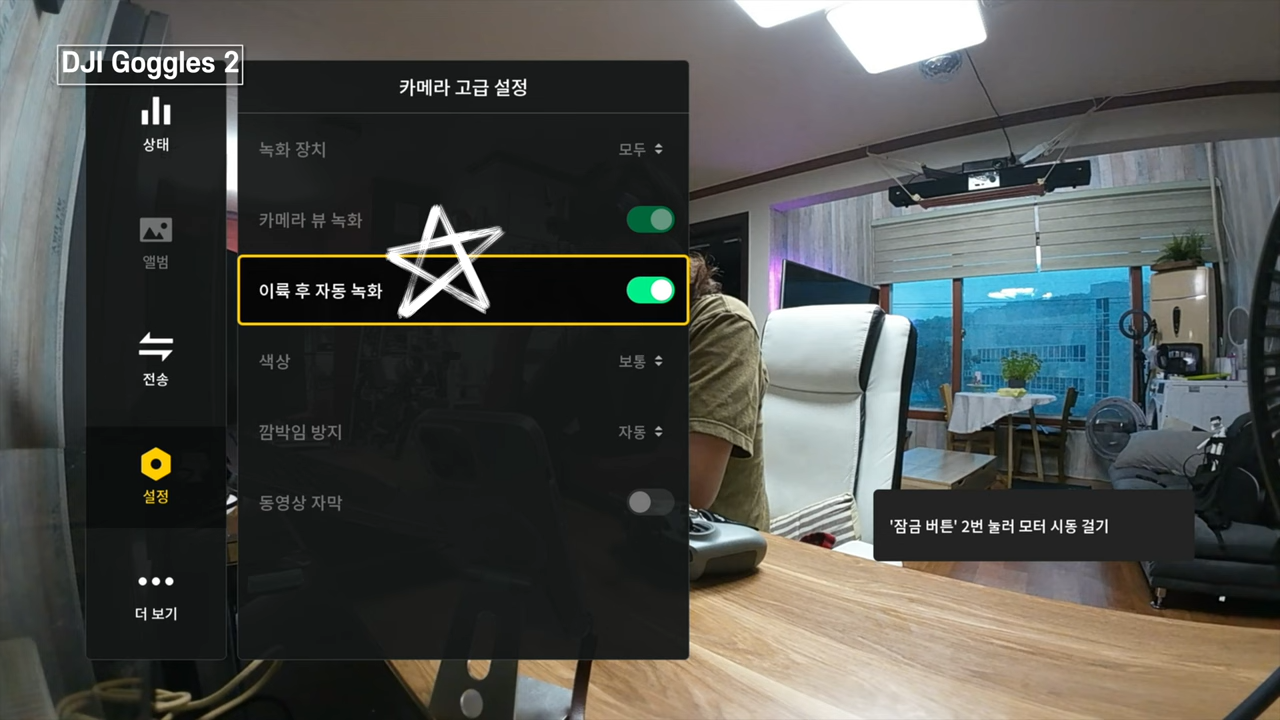 DJI Goggles 2
상태
앨범
전송
설정
더 보기
카메라 고급 설정
녹화 장치 모두
카메라 뷰 녹화
이륙 후 자동 녹화
색상 보통
깜박임 방지 자동
동영상 자막
'잠금 버튼' 2번 눌러 모터 시동 걸기